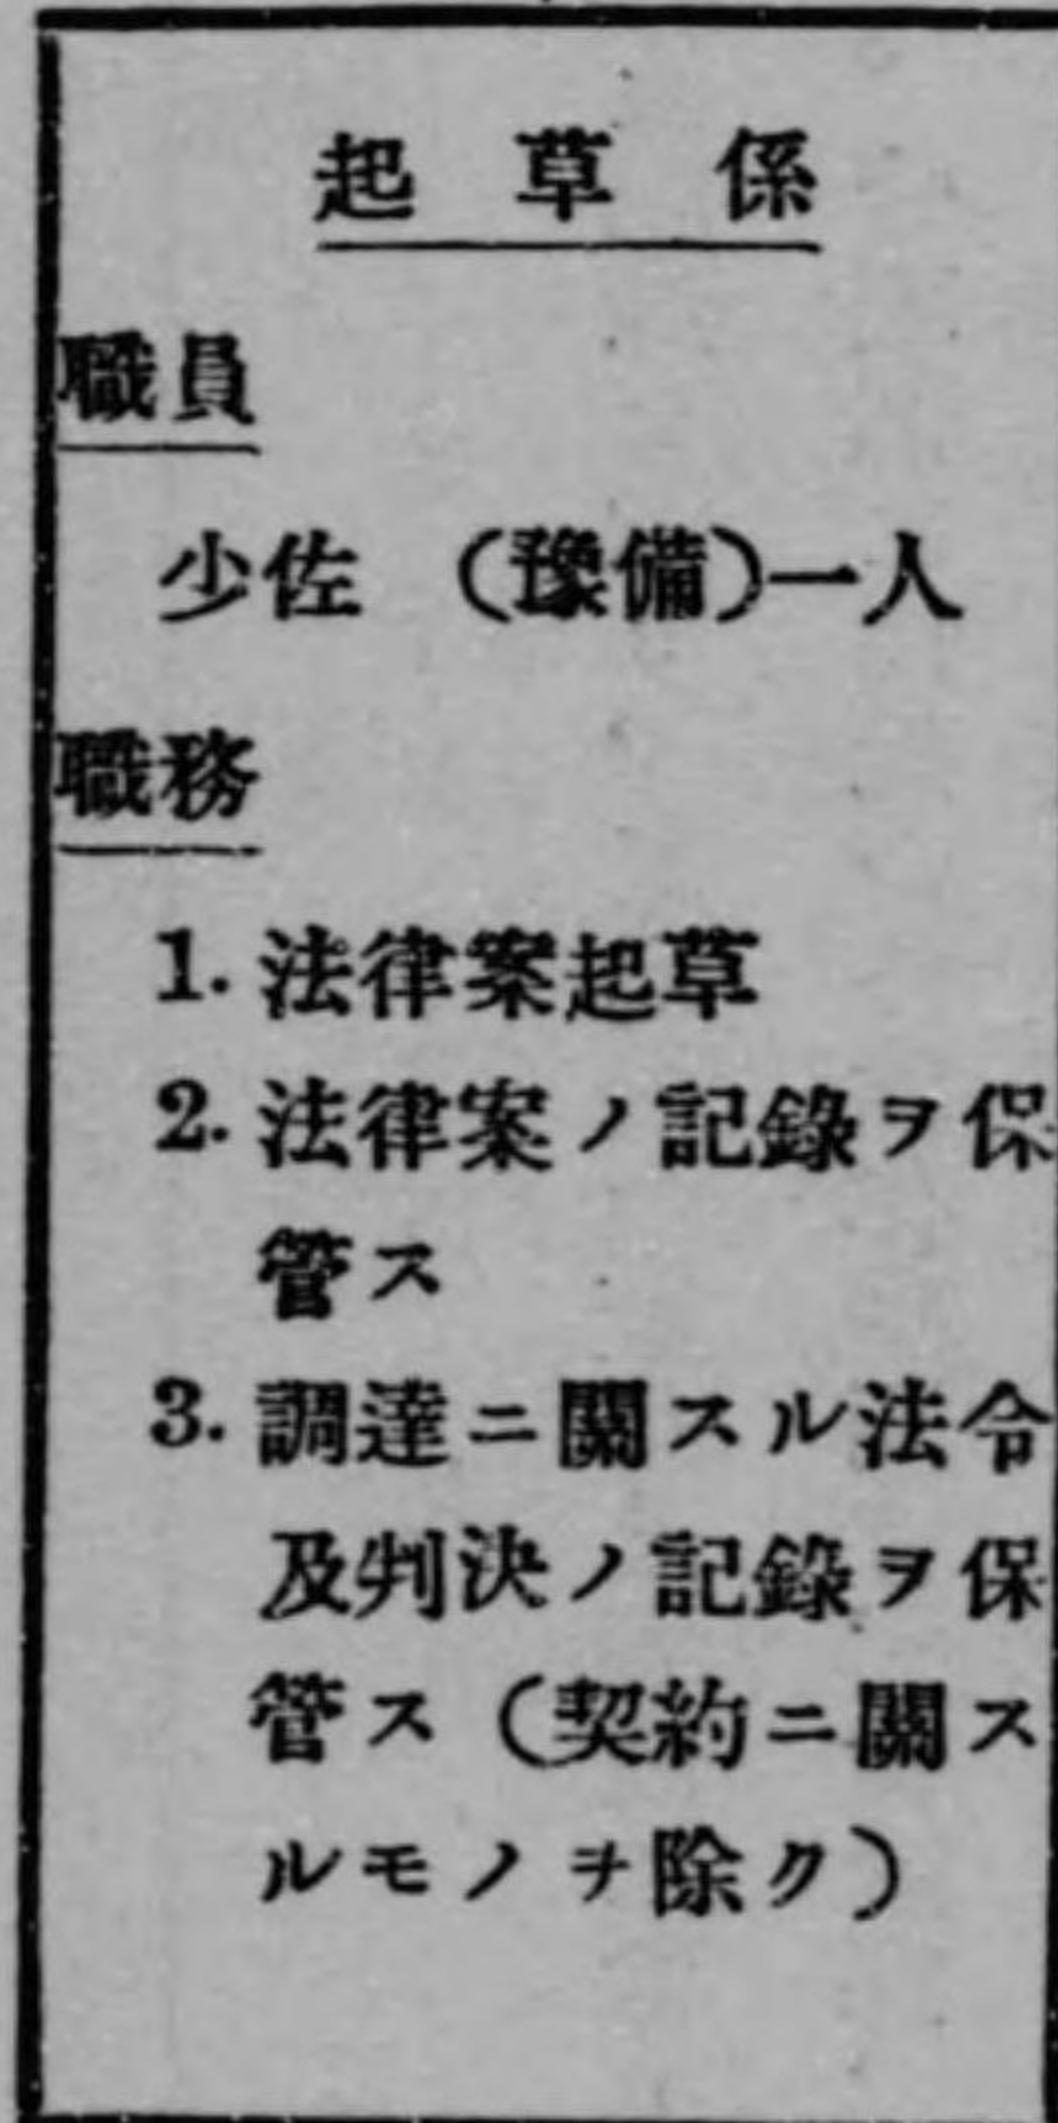 起草係
職員
少佐 (豫備)一人
職務
1. 法律案起草
2. 法律案ノ記錄ヲ保
管ス
3. 調達ニ關スル法令
及判決ノ記錄ヲ保
管ス(契約ニ關ス
ルモノヲ除ク)